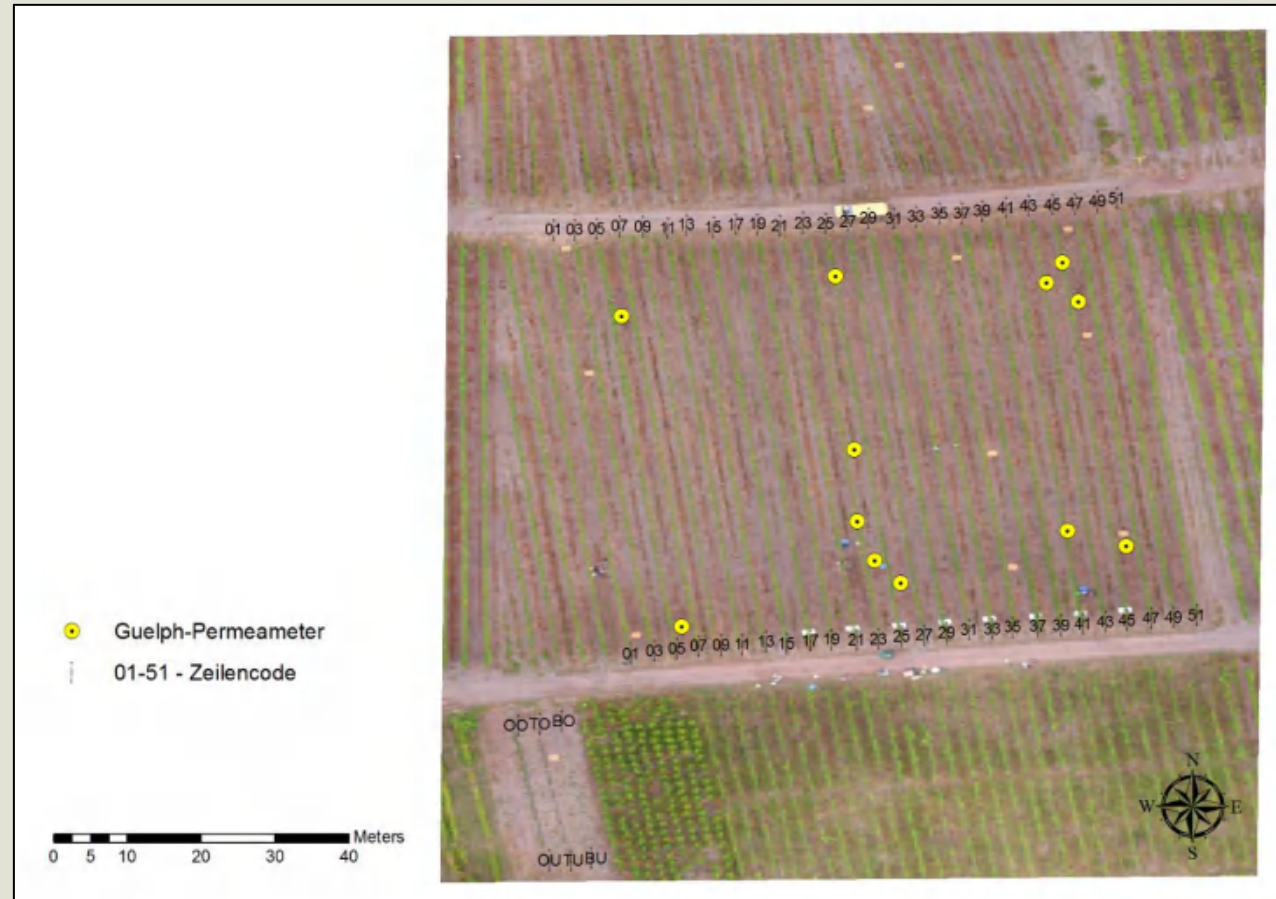 01 03 05 07 09 11 13 15 17 19 21 23 25 27 29 31 33 35 37 39 41 43 45 47 49 51
Guelph-Permeameter
01-51 - Zeilencode
01 03 05 07 09 11 13 15 17 19 21 23 25 27 29 31 33 35 37 39 41 43 45 47 49 51
OOTOBO
OUTUBU
N
W E
S
Meters
0 5 10 20 30 40